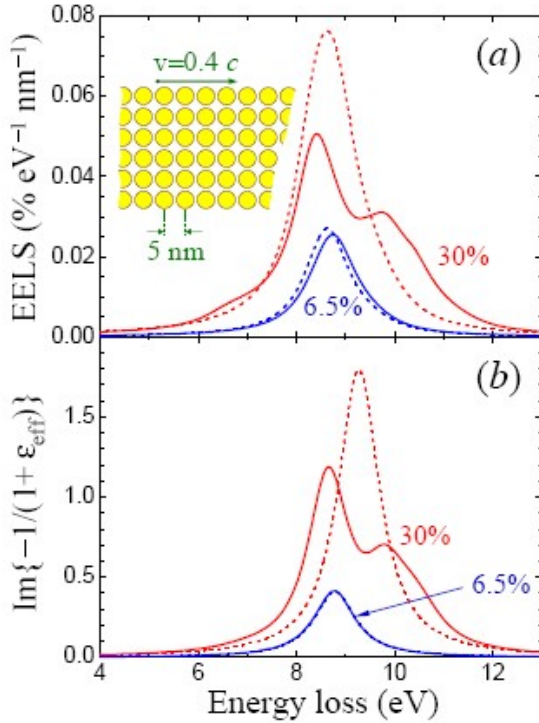 0.08
0.06
0.04
0.02
0.00
EELS (% eV⁻¹ nm⁻¹)
(a)
v=0.4 c
5 nm
30%
6.5%
1.5
1.0
0.5
0.0
Im{−1/(1+ ε_eff)}
(b)
30%
6.5%
4 6 8 10 12
Energy loss (eV)